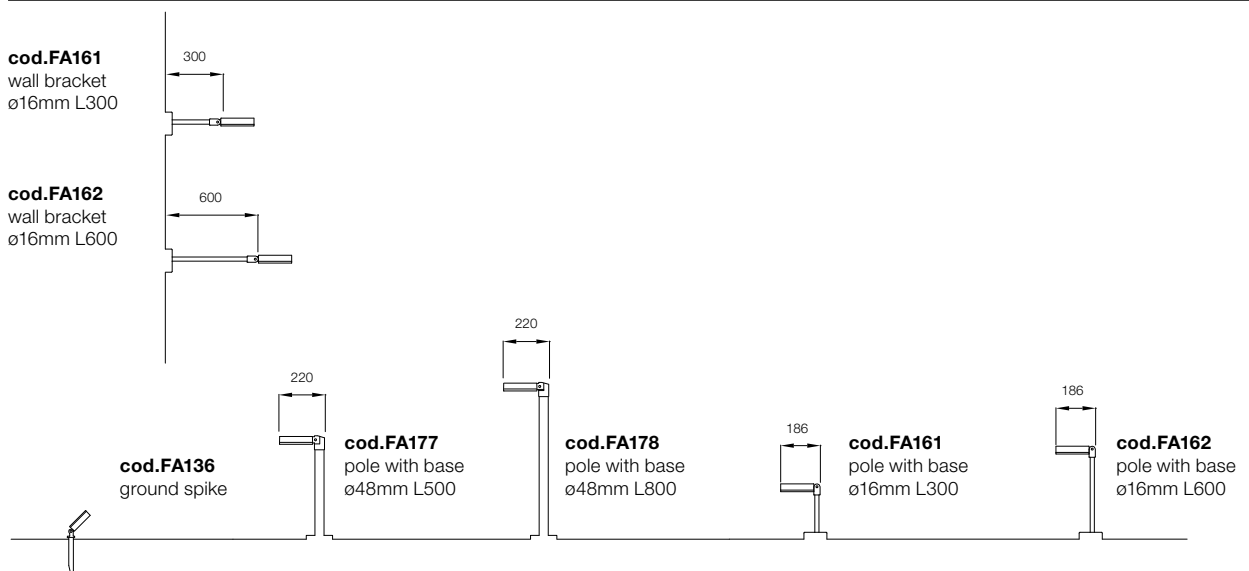 cod.FA161
wall bracket
ø16mm L300
300
cod.FA162
wall bracket
ø16mm L600
600
cod.FA136
ground spike
220
cod.FA177
pole with base
ø48mm L500
220
cod.FA178
pole with base
ø48mm L800
186
cod.FA161
pole with base
ø16mm L300
186
cod.FA162
pole with base
ø16mm L600